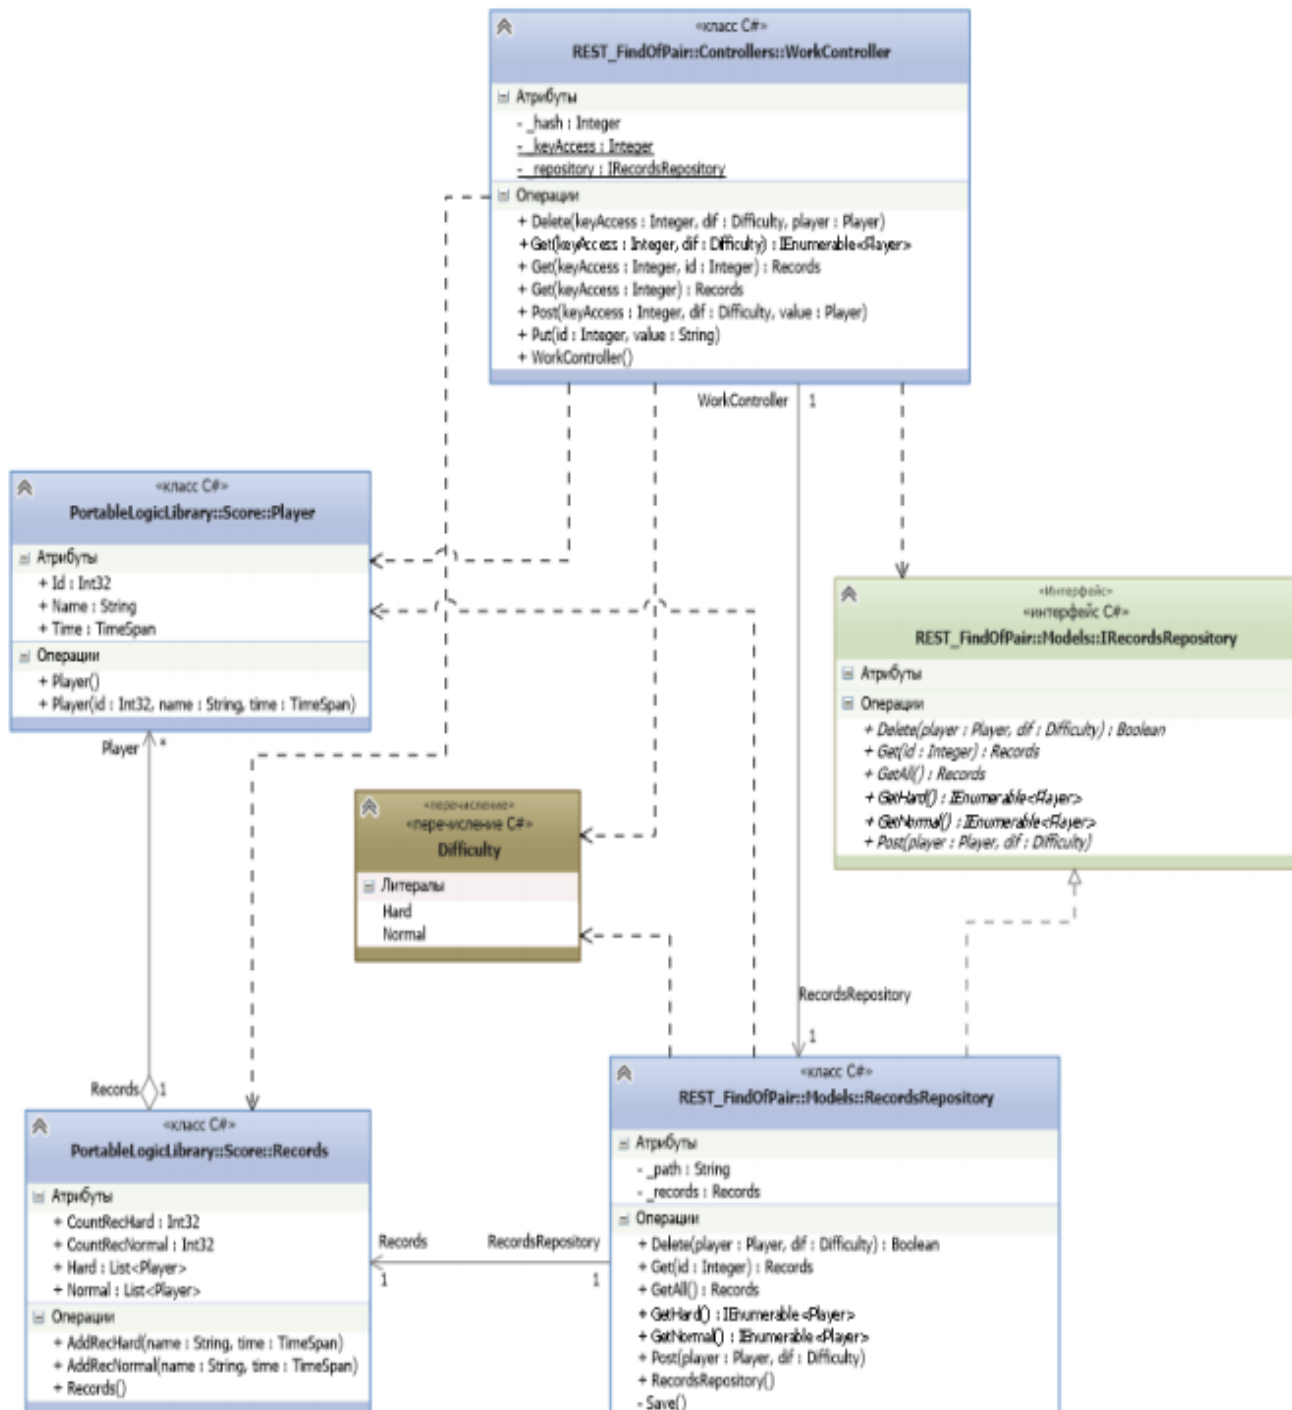 «класс C#»
REST_FindOfPair::Controllers::WorkController
Атрибуты
- _hash : Integer
- _keyAccess : Integer
- _repository : IRecordsRepository
Операции
+ Delete(keyAccess : Integer, dif : Difficulty, player : Player)
+ Get(keyAccess : Integer, dif : Difficulty) : IEnumerable<Player>
+ Get(keyAccess : Integer, id : Integer) : Records
+ Get(keyAccess : Integer) : Records
+ Post(keyAccess : Integer, dif : Difficulty, value : Player)
+ Put(id : Integer, value : String)
+ WorkController()
WorkController 1
«класс C#»
PortableLogicLibrary::Score::Player
Атрибуты
+ Id : Int32
+ Name : String
+ Time : TimeSpan
Операции
+ Player()
+ Player(id : Int32, name : String, time : TimeSpan)
Player *
«Интерфейс»
«интерфейс C#»
REST_FindOfPair::Models::IRecordsRepository
Атрибуты
Операции
+ Delete(player : Player, dif : Difficulty) : Boolean
+ Get(id : Integer) : Records
+ GetAll() : Records
+ GetHard() : IEnumerable<Player>
+ GetNormal() : IEnumerable<Player>
+ Post(player : Player, dif : Difficulty)
«перечисление»
«перечисление C#»
Difficulty
Литералы
Hard
Normal
RecordsRepository
1
Records 1
«класс C#»
PortableLogicLibrary::Score::Records
Атрибуты
+ CountRecHard : Int32
+ CountRecNormal : Int32
+ Hard : List<Player>
+ Normal : List<Player>
Операции
+ AddRecHard(name : String, time : TimeSpan)
+ AddRecNormal(name : String, time : TimeSpan)
+ Records()
Records RecordsRepository
1 1
«класс C#»
REST_FindOfPair::Models::RecordsRepository
Атрибуты
- _path : String
- _records : Records
Операции
+ Delete(player : Player, dif : Difficulty) : Boolean
+ Get(id : Integer) : Records
+ GetAll() : Records
+ GetHard() : IEnumerable<Player>
+ GetNormal() : IEnumerable<Player>
+ Post(player : Player, dif : Difficulty)
+ RecordsRepository()
- Save()